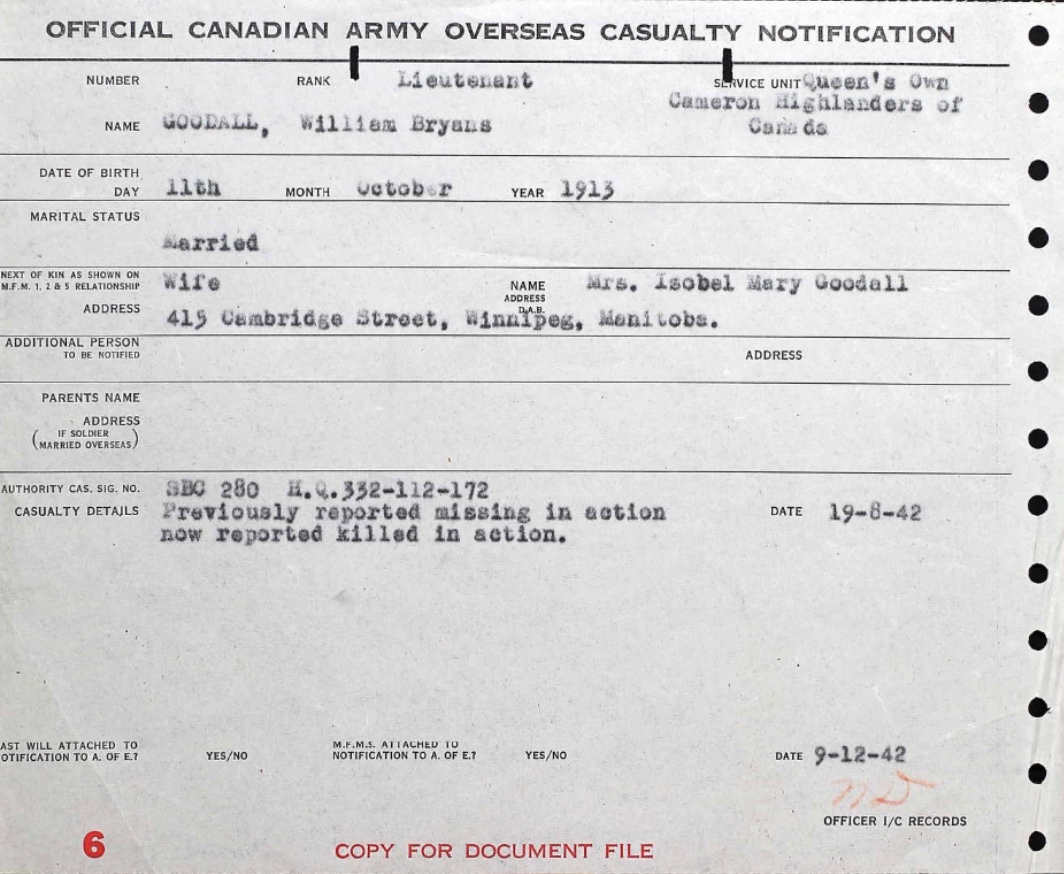 OFFICIAL CANADIAN ARMY OVERSEAS CASUALTY NOTIFICATION
NUMBER RANK Lieutenant SERVICE UNIT Queen's Own
Cameron Highlanders of
NAME GOODALL, William Bryans Canada
DATE OF BIRTH
DAY 11th MONTH October YEAR 1913
MARITAL STATUS
Married
NEXT OF KIN AS SHOWN ON
M.F.M. 1, 2 & 5 RELATIONSHIP Wife NAME Mrs. Isobel Mary Goodall
ADDRESS
D.A.B.
ADDRESS 415 Cambridge Street, Winnipeg, Manitoba.
ADDITIONAL PERSON
TO BE NOTIFIED ADDRESS
PARENTS NAME
ADDRESS
(IF SOLDIER
MARRIED OVERSEAS)
AUTHORITY CAS. SIG. NO. SBC 280 H.Q.332-112-172
CASUALTY DETAILS Previously reported missing in action DATE 19-8-42
now reported killed in action.
AST WILL ATTACHED TO
OTIFICATION TO A. OF E.? YES/NO
M.F.M.S. ATTACHED TO
NOTIFICATION TO A. OF E.? YES/NO
DATE 9-12-42
OFFICER I/C RECORDS
6 COPY FOR DOCUMENT FILE